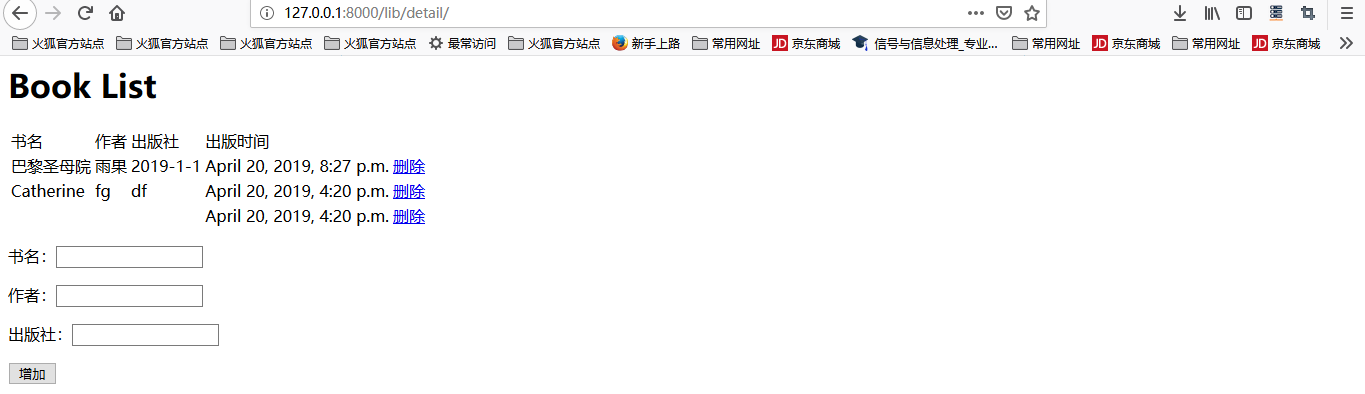 127.0.0.1:8000/lib/detail/
火狐官方站点 火狐官方站点 火狐官方站点 火狐官方站点 最常访问 火狐官方站点 新手上路 常用网址 京东商城 信号与信息处理_专业... 常用网址 京东商城 常用网址 京东商城
Book List
书名 作者 出版社 出版时间
巴黎圣母院 雨果 2019-1-1 April 20, 2019, 8:27 p.m. 删除
Catherine fg df April 20, 2019, 4:20 p.m. 删除
April 20, 2019, 4:20 p.m. 删除
书名：
作者：
出版社：
增加